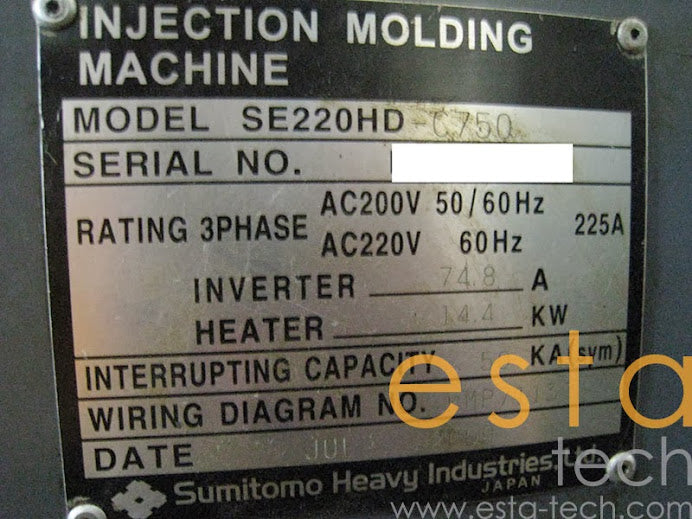 INJECTION MOLDING
MACHINE
MODEL SE220HD-C750
SERIAL NO.
RATING 3PHASE AC200V 50/60Hz 225A
AC220V 60Hz
INVERTER 74.8 A
HEATER 14.4 KW
INTERRUPTING CAPACITY 5 KA(sym)
WIRING DIAGRAM NO.
DATE JUL
Sumitomo Heavy Industries, Ltd.
JAPAN
esta
tech
www.esta-tech.com